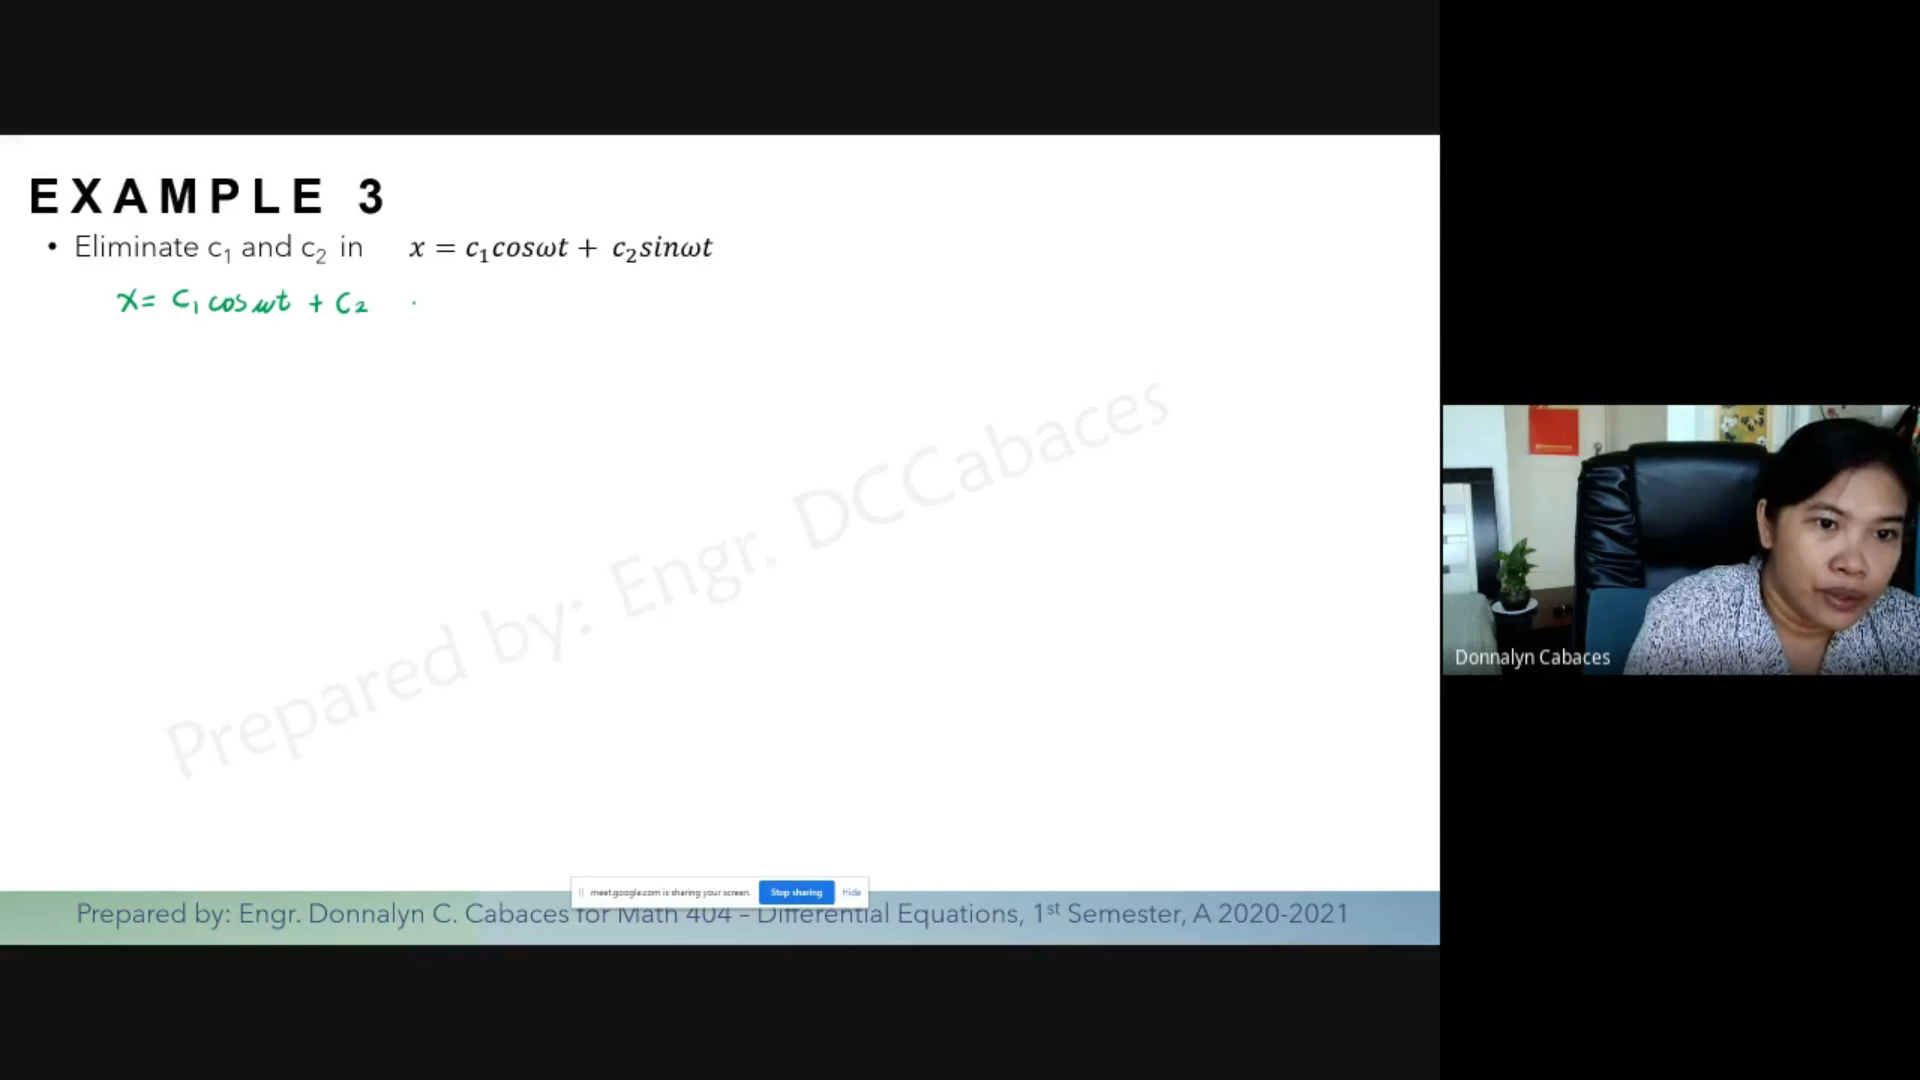 EXAMPLE 3
• Eliminate c₁ and c₂ in x = c₁cosωt + c₂sinωt
x = c₁ cos ωt + c₂
Prepared by: Engr. DCCabaces
Donnalyn Cabaces
meet.google.com is sharing your screen. Stop sharing Hide
Prepared by: Engr. Donnalyn C. Cabaces for Math 404 – Differential Equations, 1ˢᵗ Semester, A 2020-2021